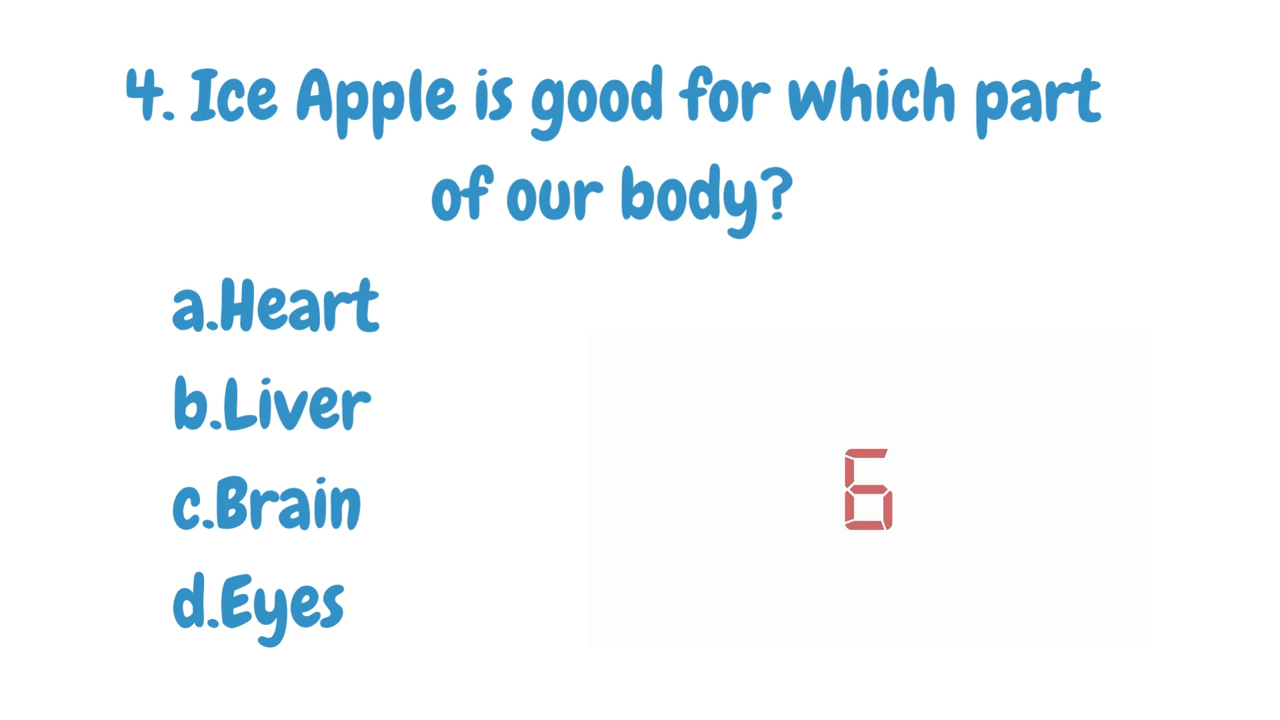 4. Ice Apple is good for which part
of our body?
a.Heart
b.Liver
c.Brain
d.Eyes
6